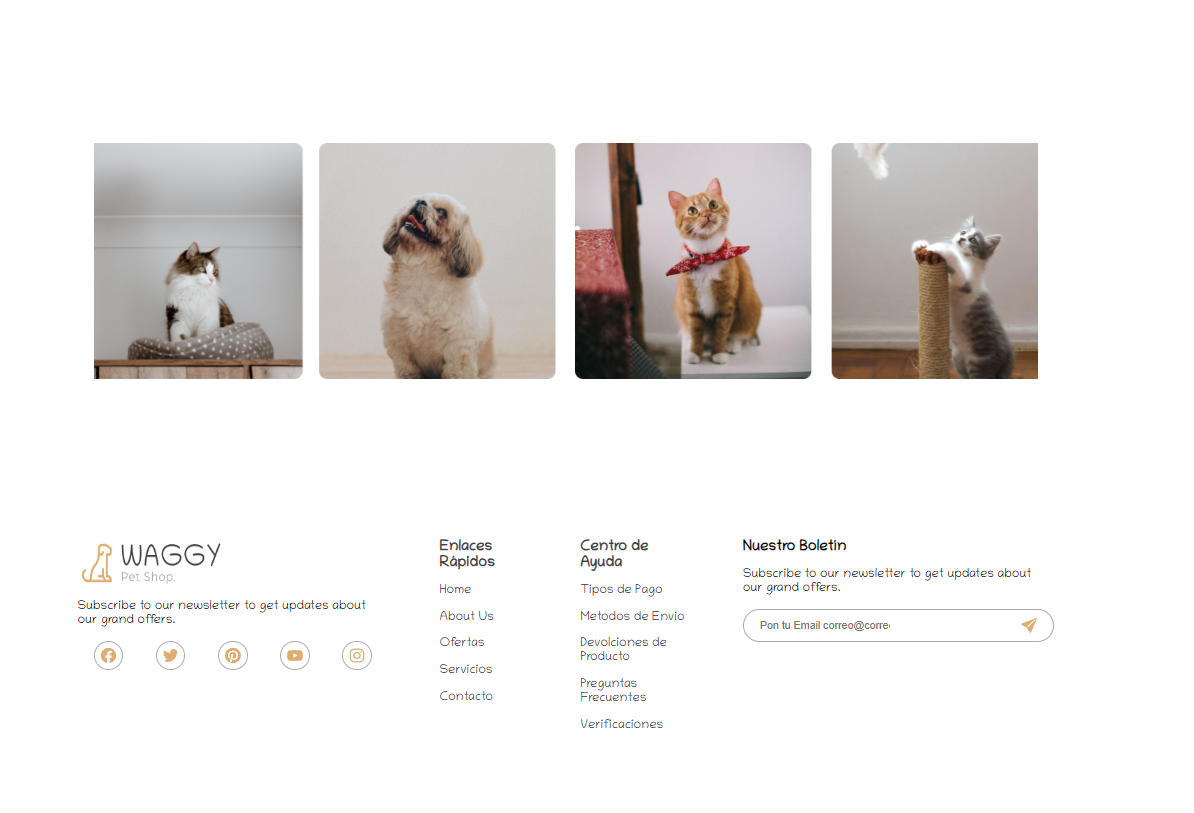 WAGGY
Pet Shop.
Subscribe to our newsletter to get updates about
our grand offers.
Enlaces
Rápidos
Home
About Us
Ofertas
Servicios
Contacto
Centro de
Ayuda
Tipos de Pago
Metodos de Envio
Devolciones de
Producto
Preguntas
Frecuentes
Verificaciones
Nuestro Boletin
Subscribe to our newsletter to get updates about
our grand offers.
Pon tu Email correo@corre